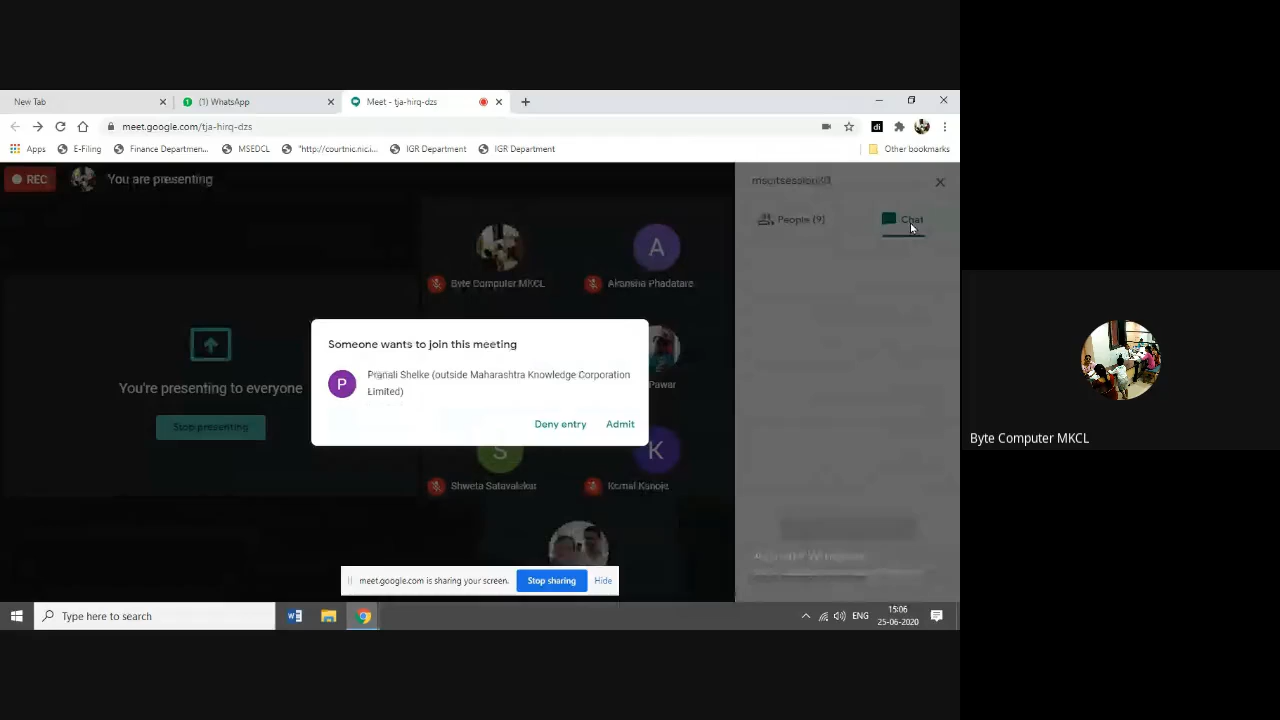 New Tab
(1) WhatsApp
Meet - tja-hirq-dzs
meet.google.com/tja-hirq-dzs
Apps
E-Filing
Finance Departmen...
MSEDCL
"http://courtnic.nic.i...
IGR Department
IGR Department
Other bookmarks
REC
You are presenting
mscitsession01
People (9)
Chat
Byte Computer MKCL
Akansha Phadatare
A
Someone wants to join this meeting
P
Pranali Shelke (outside Maharashtra Knowledge Corporation
Limited)
Deny entry
Admit
You're presenting to everyone
Stop presenting
Pawar
S
K
Shweta Satavalekar
Komal Kanoje
meet.google.com is sharing your screen.
Stop sharing
Hide
Type here to search
ENG
15:06
25-06-2020
Byte Computer MKCL